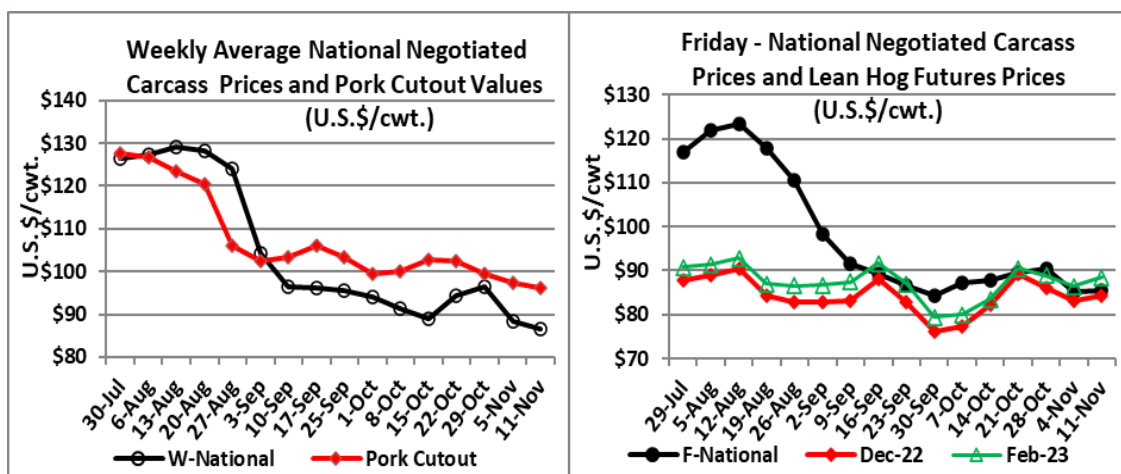 Weekly Average National Negotiated
Carcass Prices and Pork Cutout Values
(U.S.$/cwt.)
U.S. $/cwt.
$140
$130
$120
$110
$100
$90
$80
30-Jul
6-Aug
13-Aug
20-Aug
27-Aug
3-Sep
10-Sep
17-Sep
25-Sep
1-Oct
8-Oct
15-Oct
22-Oct
29-Oct
5-Nov
11-Nov
W-National
Pork Cutout
Friday - National Negotiated Carcass
Prices and Lean Hog Futures Prices
(U.S.$/cwt.)
U.S. $/cwt
$130
$120
$110
$100
$90
$80
$70
29-Jul
5-Aug
12-Aug
19-Aug
26-Aug
2-Sep
9-Sep
16-Sep
23-Sep
30-Sep
7-Oct
14-Oct
21-Oct
28-Oct
4-Nov
11-Nov
F-National
Dec-22
Feb-23